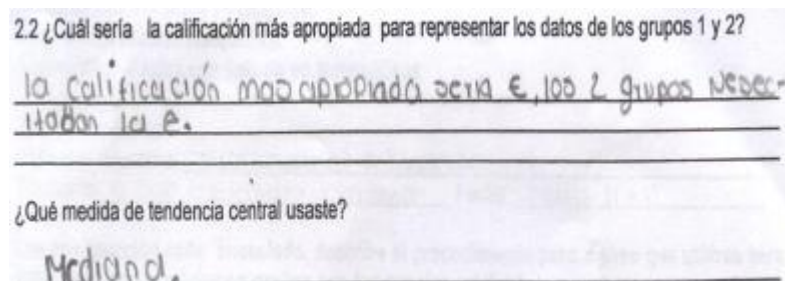 2.2 ¿Cuál sería la calificación más apropiada para representar los datos de los grupos 1 y 2?
la calificación mas apropiada seria E, los 2 grupos Nesec-
itaban la e.
¿Qué medida de tendencia central usaste?
Mediana.